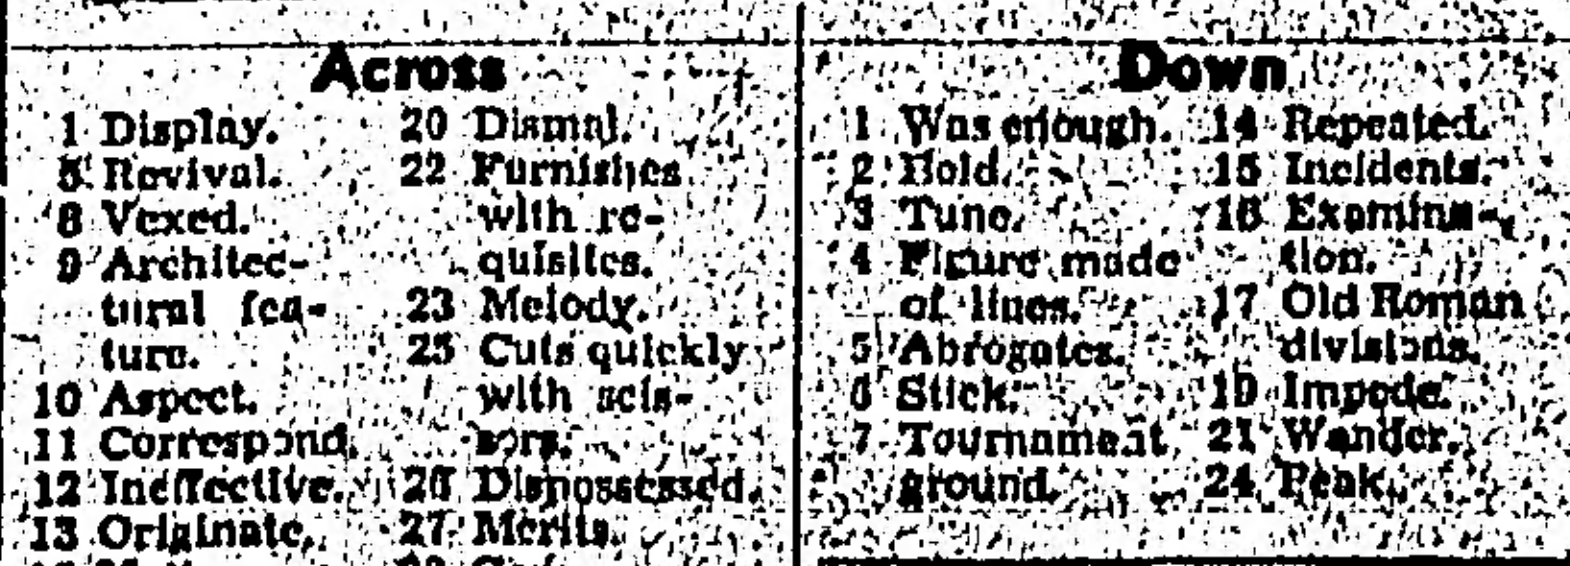 Across
1 Display.
5 Revival.
8 Vexed.
9 Architec-
tural fea-
ture.
10 Aspect.
11 Correspond.
12 Ineffective.
13 Originate.
20 Dismal.
22 Furnishes
with re-
quisites.
23 Melody.
25 Cuts quickly
with scis-
sors.
26 Dispossessed.
27 Merits.
Down
1 Was enough.
2 Hold.
3 Tune.
4 Figure made
of lines.
5 Abrogates.
6 Stick.
7 Tournament
ground.
14 Repeated.
15 Incidents.
16 Examina-
tion.
17 Old Roman
divisions.
19 Impede.
21 Wander.
24 Peak.